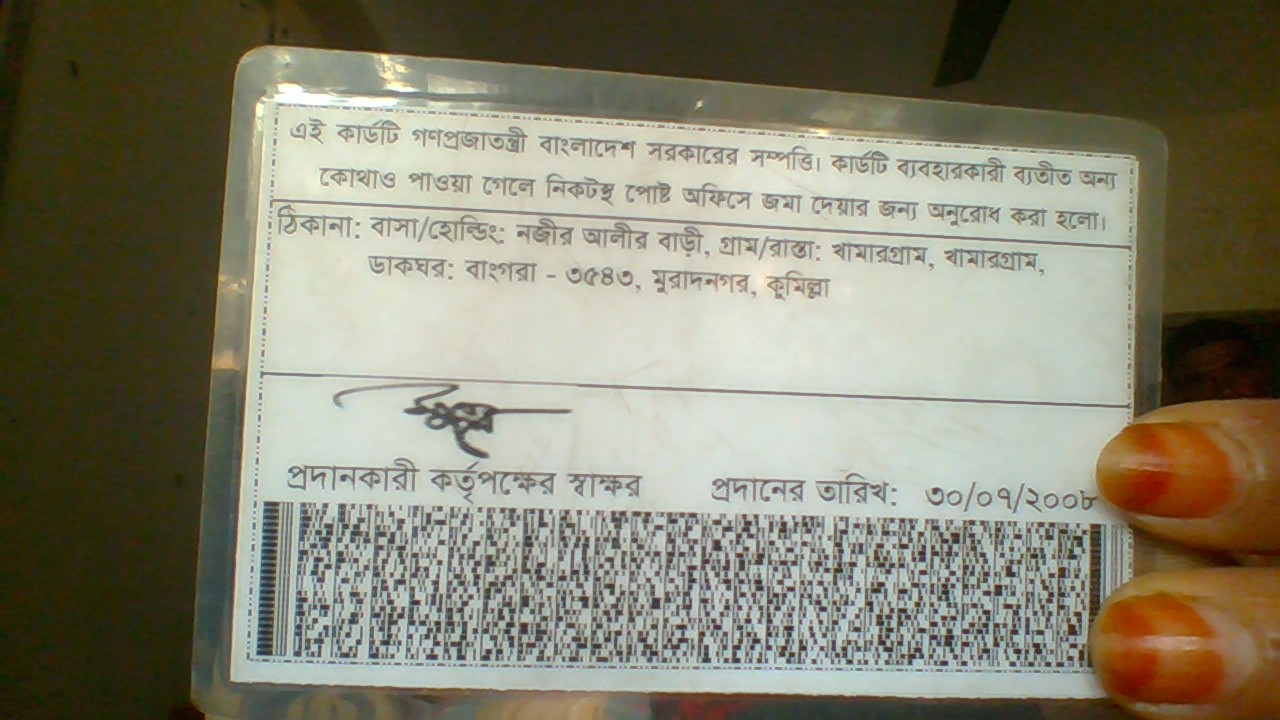 এই কার্ডটি গণপ্রজাতন্ত্রী বাংলাদেশ সরকারের সম্পত্তি। কার্ডটি ব্যবহারকারী ব্যতীত অন্য
কোথাও পাওয়া গেলে নিকটস্থ পোষ্ট অফিসে জমা দেয়ার জন্য অনুরোধ করা হলো।
ঠিকানা: বাসা/হোল্ডিং: নজীর আলীর বাড়ী, গ্রাম/রাস্তা: খামারগ্রাম, খামারগ্রাম,
ডাকঘর: বাংগরা - ৩৫৪৩, মুরাদনগর, কুমিল্লা
প্রদানকারী কর্তৃপক্ষের স্বাক্ষর প্রদানের তারিখ: ৩০/০৭/২০০৮